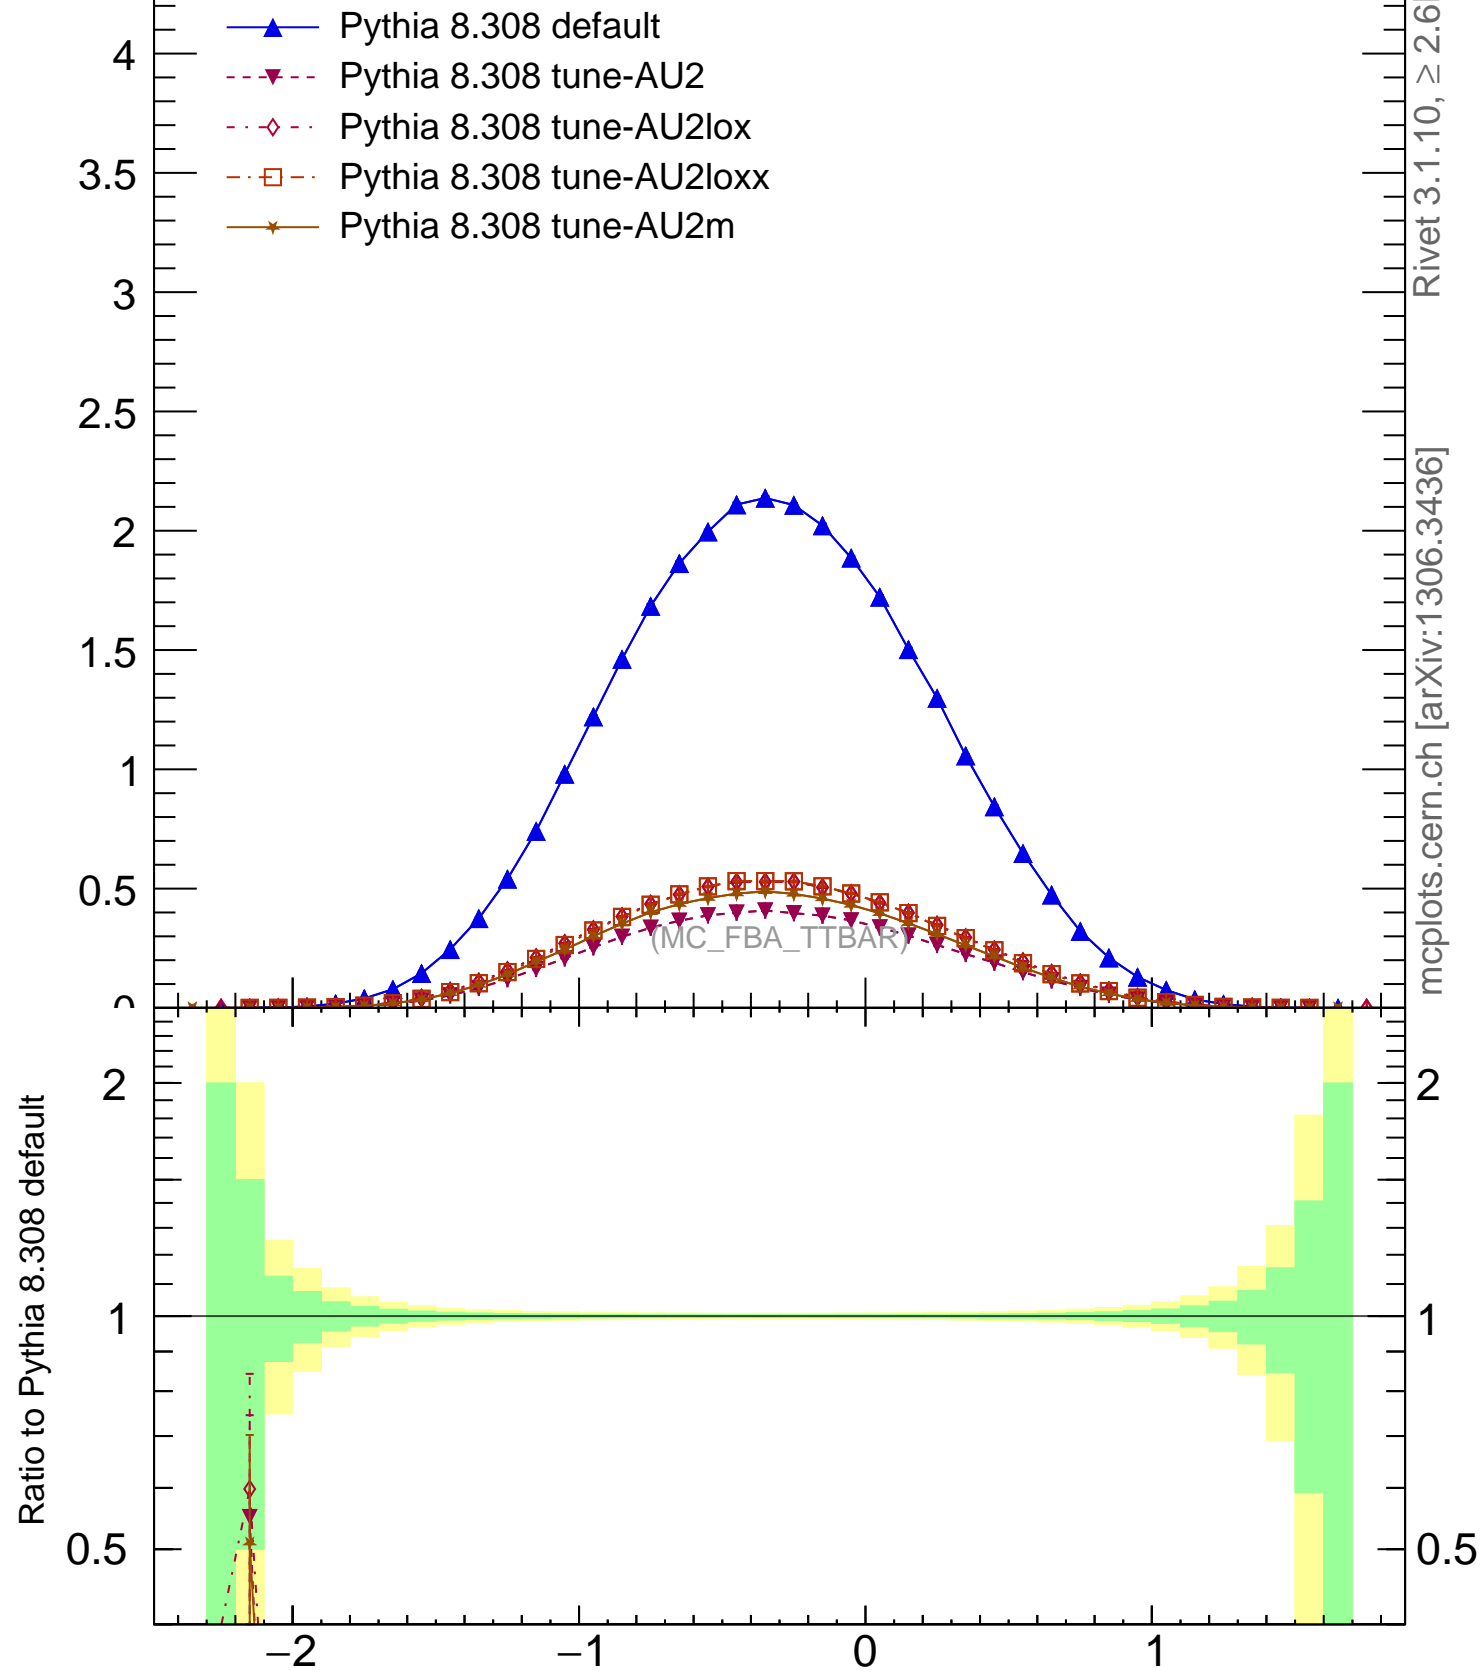 Pythia 8.308 default
Pythia 8.308 tune-AU2
Pythia 8.308 tune-AU2lox
Pythia 8.308 tune-AU2loxx
Pythia 8.308 tune-AU2m
4
3.5
3
2.5
2
1.5
1
0.5
0
(MC_FBA_TTBAR)
Rivet 3.1.10, ≥ 2.6
mcplots.cern.ch [arXiv:1306.3436]
Ratio to Pythia 8.308 default
2
1
0.5
2
1
0.5
−2
−1
0
1